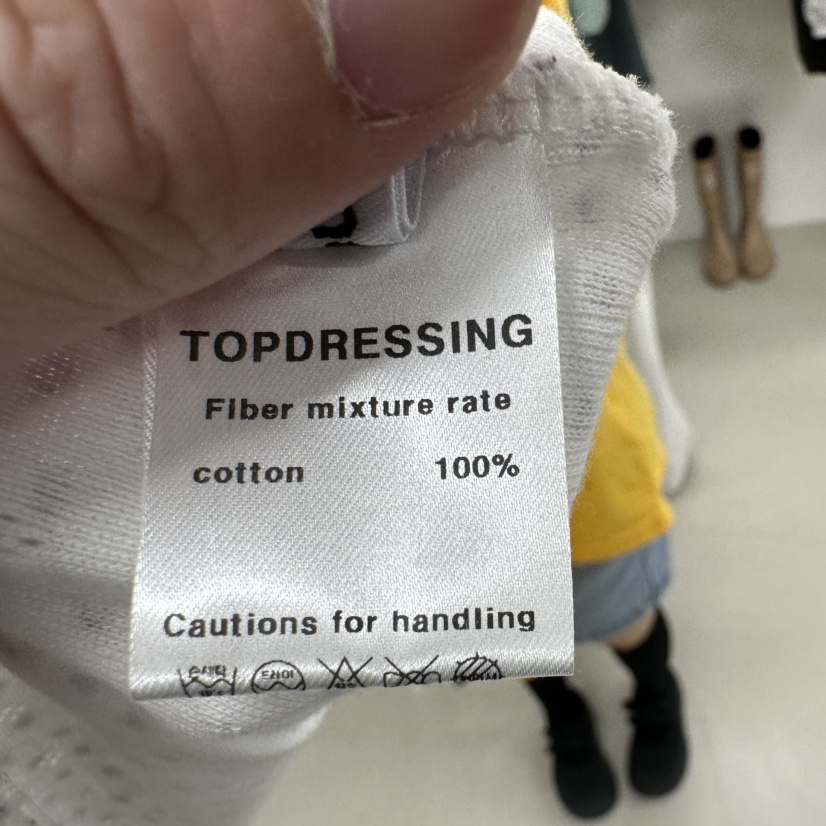 TOPDRESSING
Fiber mixture rate
cotton 100%
Cautions for handling